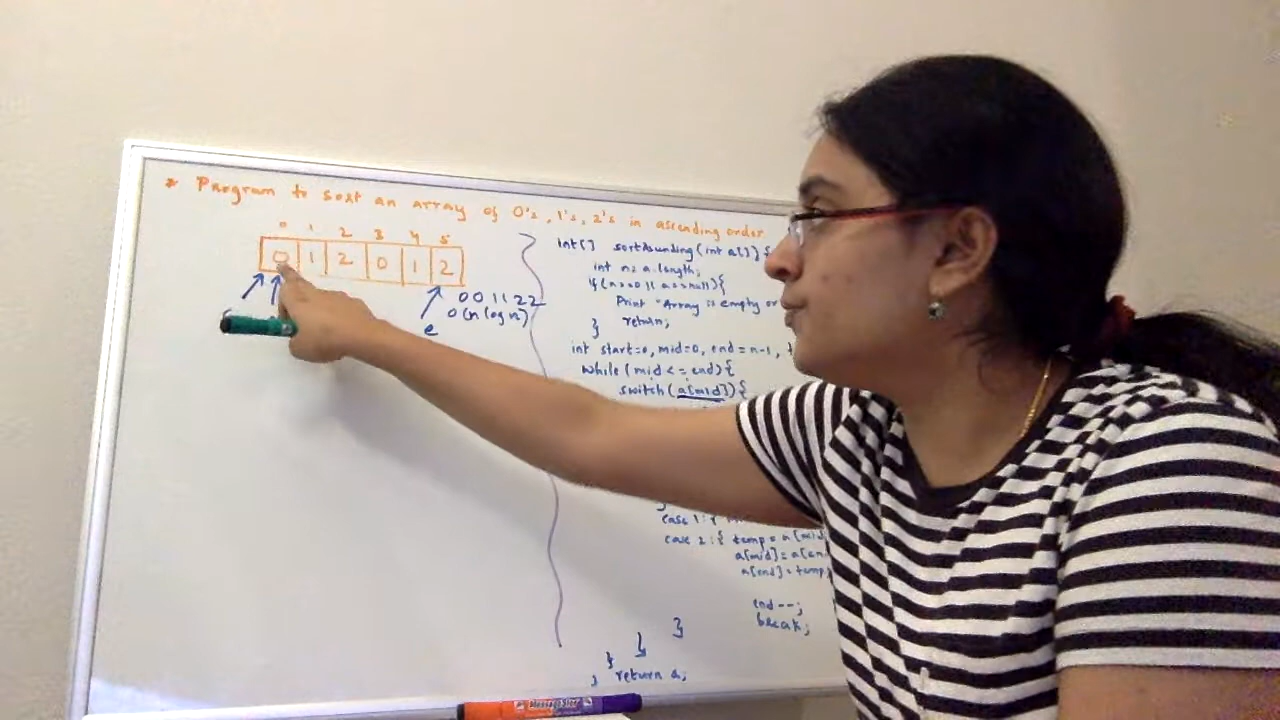 * Program to sort an array of 0's, 1's, 2's in ascending order
0 1 2 3 4 5
0 1 2 0 1 2
0 0 1 1 2 2
O(n log n)
e
int[] sortAsending(int a[]) {
int n = a.length;
if(n==0 || a==null){
Print "Array is empty or
return;
}
int start=0, mid=0, end = n-1,
while (mid <= end) {
switch (a[mid]) {
case 1 : {
case 2 : { temp = a[mid
a[mid] = a[en
a[end] = temp;
end--;
break;
}
}
}
return a;